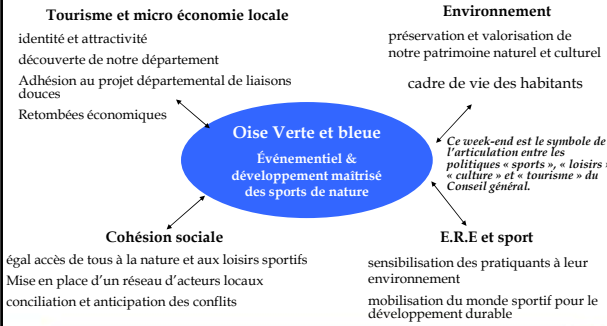 Tourisme et micro économie locale
identité et attractivité
découverte de notre département
Adhésion au projet départemental de liaisons
douces
Retombées économiques
Environnement
préservation et valorisation de
notre patrimoine naturel et culturel
cadre de vie des habitants
Oise Verte et bleue
Événementiel &
développement maîtrisé
des sports de nature
Ce week-end est le symbole de
l'articulation entre les
politiques « sports », « loisirs »
« culture » et « tourisme » du
Conseil général.
Cohésion sociale
égal accès de tous à la nature et aux loisirs sportifs
Mise en place d'un réseau d'acteurs locaux
conciliation et anticipation des conflits
E.R.E et sport
sensibilisation des pratiquants à leur
environnement
mobilisation du monde sportif pour le
développement durable